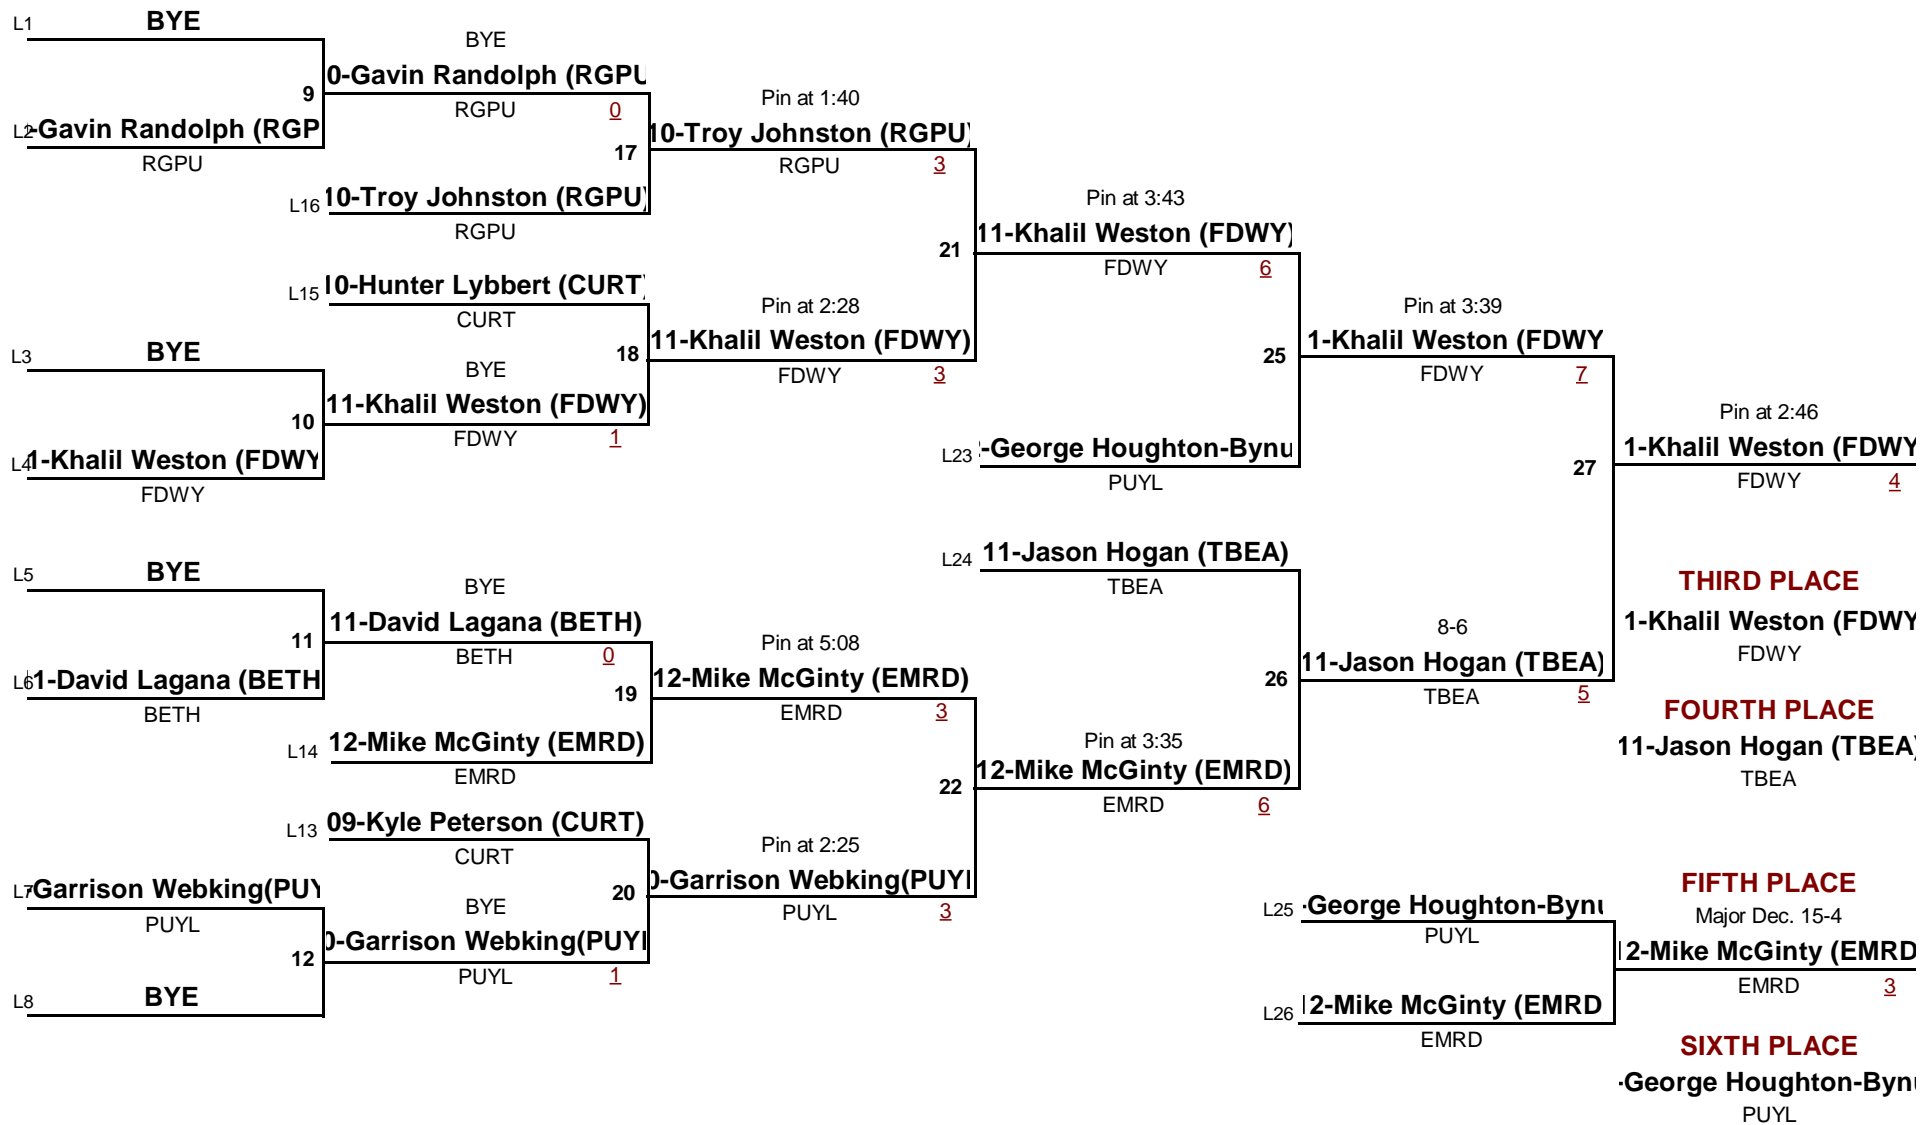 L1 BYE
BYE
0-Gavin Randolph (RGPU
9
RGPU 0
L2 -Gavin Randolph (RGP
RGPU
Pin at 1:40
10-Troy Johnston (RGPU)
17
RGPU 3
L16 10-Troy Johnston (RGPU)
RGPU
Pin at 3:43
11-Khalil Weston (FDWY)
21
FDWY 6
L15 10-Hunter Lybbert (CURT)
CURT
Pin at 2:28
11-Khalil Weston (FDWY)
18
FDWY 3
L3 BYE
BYE
11-Khalil Weston (FDWY)
10
FDWY 1
L4 1-Khalil Weston (FDWY
FDWY
Pin at 3:39
1-Khalil Weston (FDWY
25
FDWY 7
L23 -George Houghton-Bynu
PUYL
Pin at 2:46
1-Khalil Weston (FDWY
27
FDWY 4
L24 11-Jason Hogan (TBEA)
TBEA
THIRD PLACE
1-Khalil Weston (FDWY
FDWY
L5 BYE
BYE
11-David Lagana (BETH)
11
BETH 0
L6 1-David Lagana (BETH
BETH
Pin at 5:08
12-Mike McGinty (EMRD)
19
EMRD 3
L14 12-Mike McGinty (EMRD)
EMRD
8-6
11-Jason Hogan (TBEA)
26
TBEA 5
FOURTH PLACE
11-Jason Hogan (TBEA)
TBEA
Pin at 3:35
12-Mike McGinty (EMRD)
22
EMRD 6
L13 09-Kyle Peterson (CURT)
CURT
Pin at 2:25
0-Garrison Webking(PUYL
20
PUYL 3
L7 Garrison Webking(PUY
PUYL
BYE
0-Garrison Webking(PUYL
12
PUYL 1
L8 BYE
FIFTH PLACE
L25 -George Houghton-Bynu
PUYL
Major Dec. 15-4
12-Mike McGinty (EMRD
EMRD 3
L26 12-Mike McGinty (EMRD
EMRD
SIXTH PLACE
-George Houghton-Bynu
PUYL